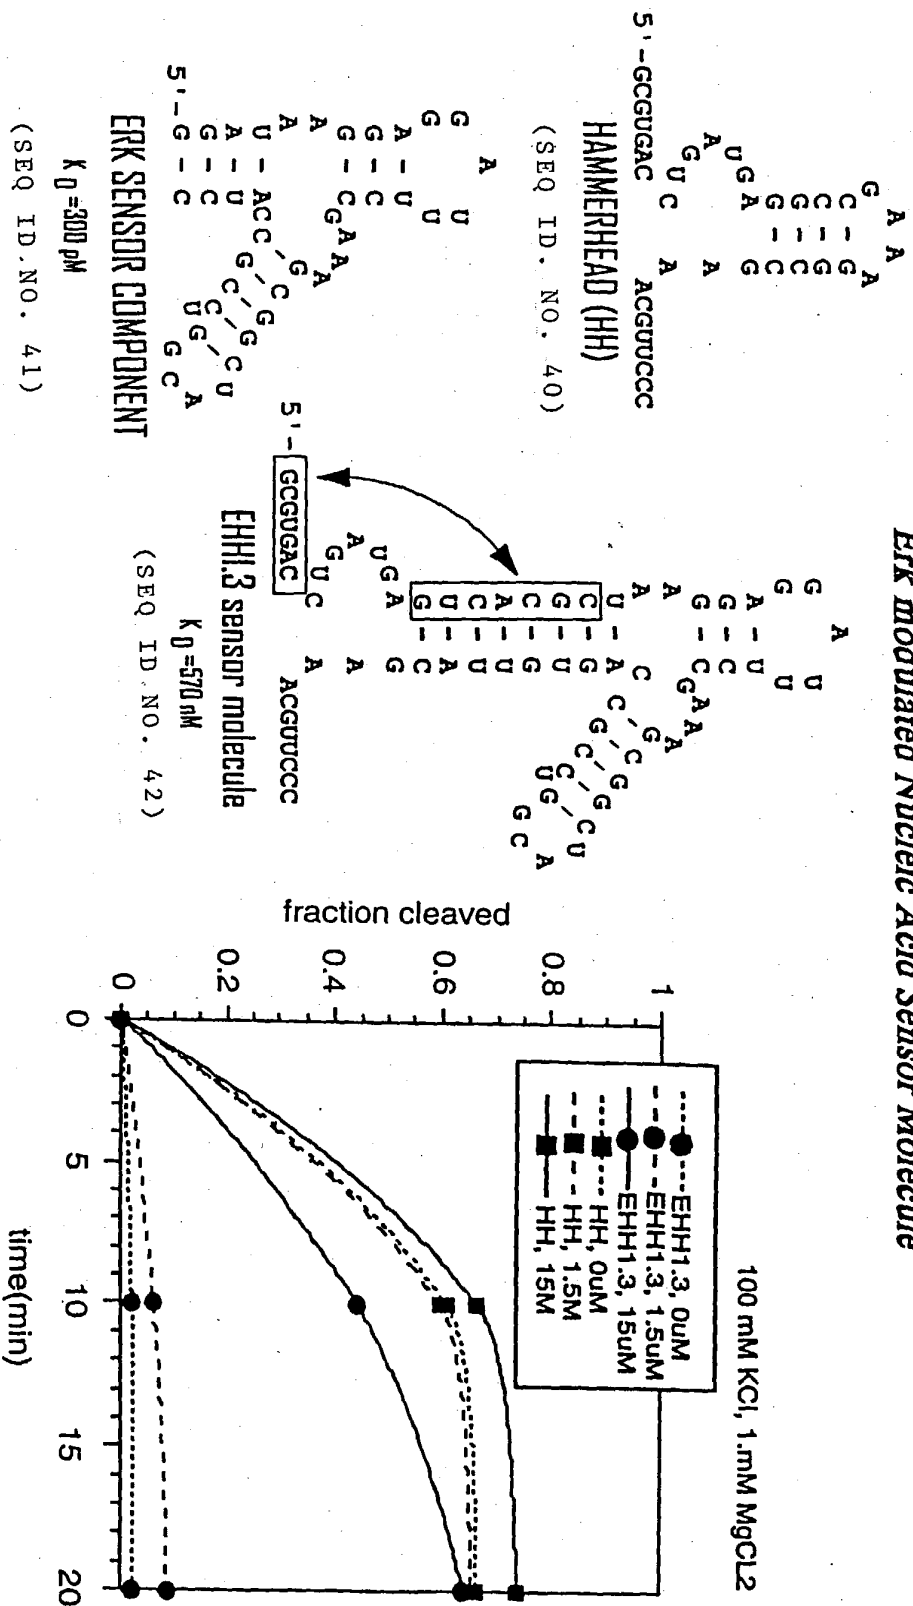 Erk modulated Nucleic Acid Sensor Molecule
G A
A
A
C - G
C - G
G - C
G - G
A A
G
U
A
G
U
C A
5'-GCGUGAC ACGUUCCC
HAMMERHEAD (HH)
(SEQ ID. NO. 40)
A
G U
G U
A - U
G - C
G - C
A G
A A
A
U - ACC - G A
A - U G - C
G - C C - G
5'-G - C C - G
U G - C
G U
C A
ERK SENSOR COMPONENT
K D =300 pM
(SEQ ID.NO. 41)
A
G U
G U
A - U
G - C
G - C
A G
A A
A
U - A C
C - G C - G A
G - U G - C
C - G C - G
A - U C - G
C - U U G - C
U - A G U
G - C C A
A G
G
U
A A
G
U
C A
5'- GCGUGAC ACGUUCCC
EHH1.3 sensor molecule
K D =570 nM
(SEQ ID NO. 42)
100 mM KCl, 1.mM MgCL2
EHH1.3, 0uM
EHH1.3, 1.5uM
EHH1.3, 15uM
HH, 0uM
HH, 1.5M
HH, 15M
fraction cleaved
1
0.8
0.6
0.4
0.2
0
0 5 10 15 20
time(min)